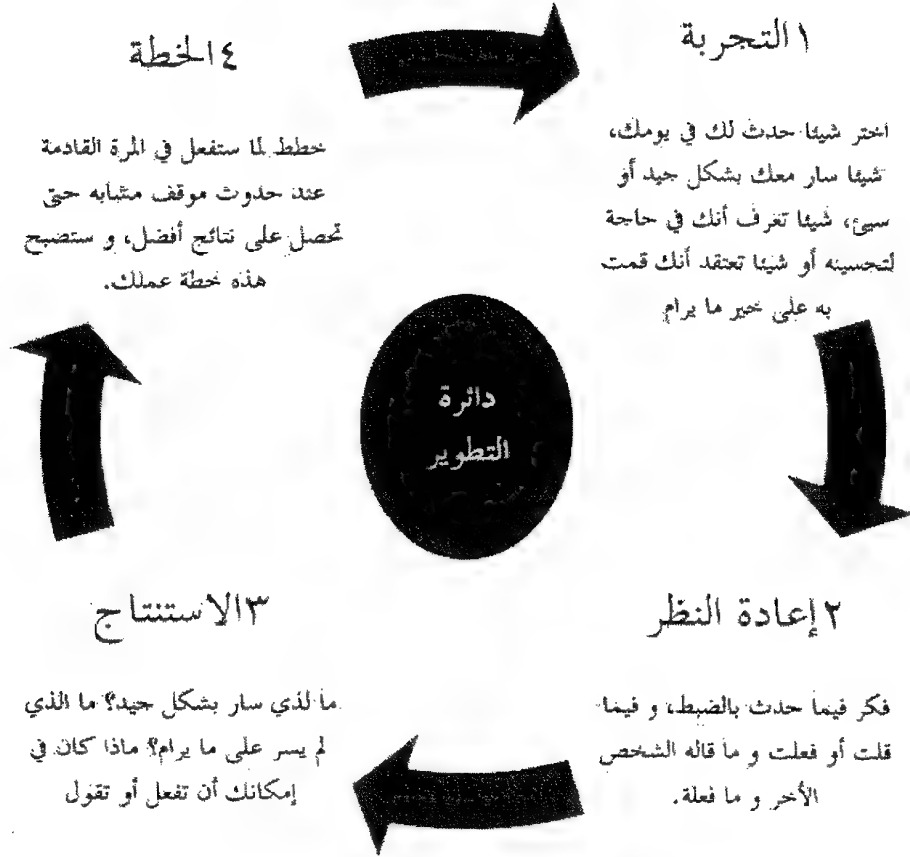 ١ التجربة
اختر شيئا حدث لك في يومك،
شيئا سار معك بشكل جيد أو
سيئ، شيئا تعرف أنك في حاجة
لتحسينه أو شيئا تعتقد أنك قمت
به على خير ما يرام
٢ إعادة النظر
فكر فيما حدث بالضبط، و فيما
قلت أو فعلت و ما قاله الشخص
الأخر و ما فعلة.
٣ الاستنتاج
ما لذي سار بشكل جيد؟ ما الذي
لم يسر على ما يرام؟ ماذا كان في
إمكانك أن تفعل أو تقول
٤ الخطة
خطط لما ستفعل في المرة القادمة
عند حدوث موقف مشابه حتى
تحصل على نتائج أفضل، و ستصبح
هذه خطة عملك.
دائرة
التطوير